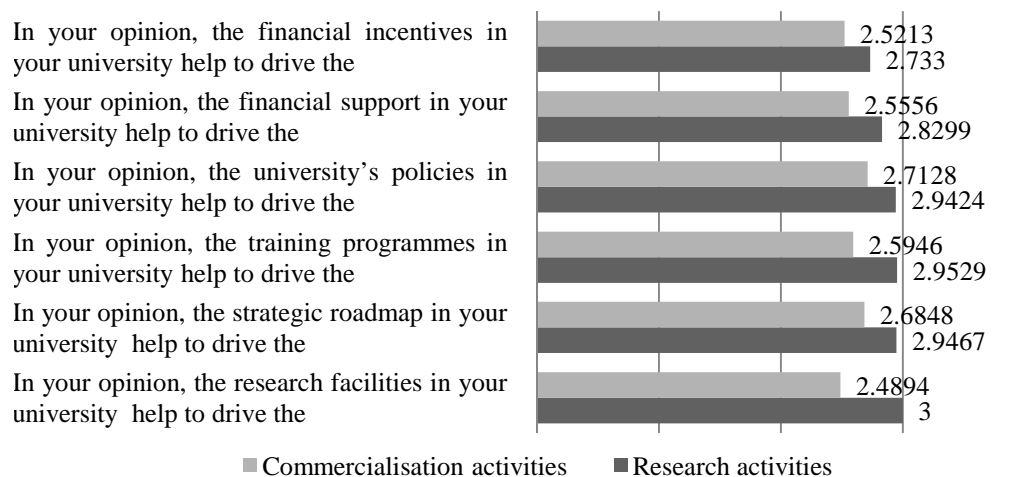 In your opinion, the financial incentives in
your university help to drive the
2.5213
2.733
In your opinion, the financial support in your
university help to drive the
2.5556
2.8299
In your opinion, the university’s policies in
your university help to drive the
2.7128
2.9424
In your opinion, the training programmes in
your university help to drive the
2.5946
2.9529
In your opinion, the strategic roadmap in your
university help to drive the
2.6848
2.9467
In your opinion, the research facilities in your
university help to drive the
2.4894
3
Commercialisation activities
Research activities